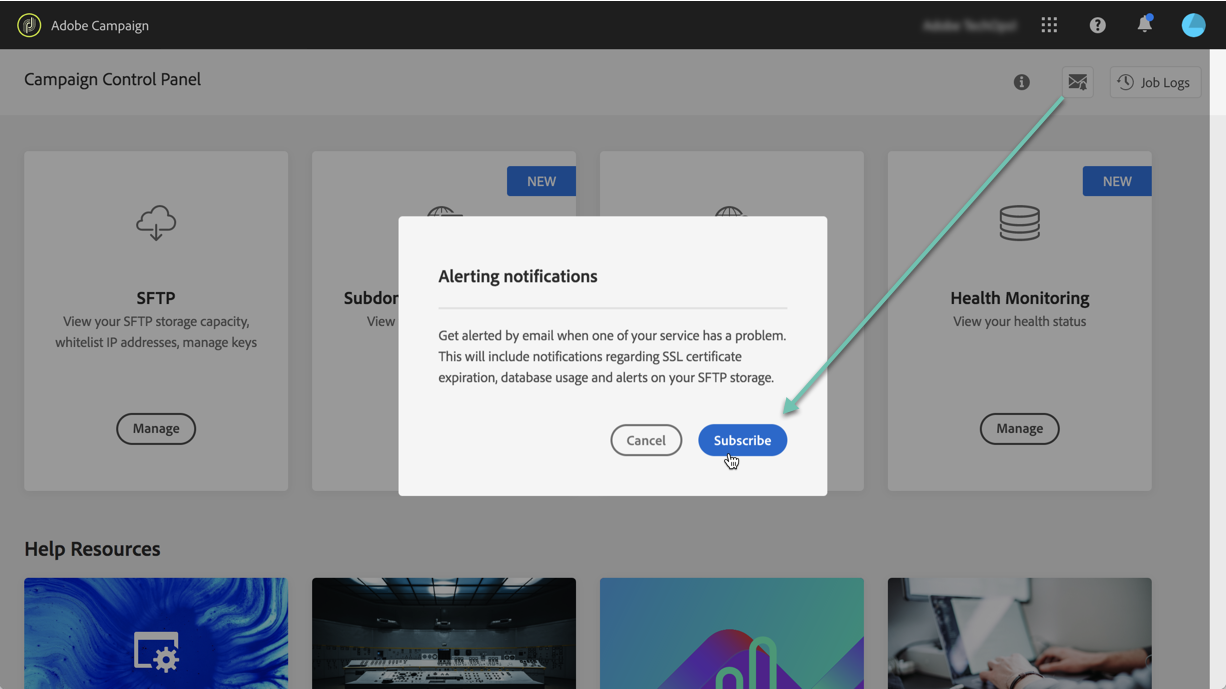 Adobe Campaign
Campaign Control Panel
Job Logs
NEW
NEW
SFTP
View your SFTP storage capacity,
whitelist IP addresses, manage keys
Manage
View
Health Monitoring
View your health status
Manage
Alerting notifications
Get alerted by email when one of your service has a problem.
This will include notifications regarding SSL certificate
expiration, database usage and alerts on your SFTP storage.
Cancel
Subscribe
Help Resources